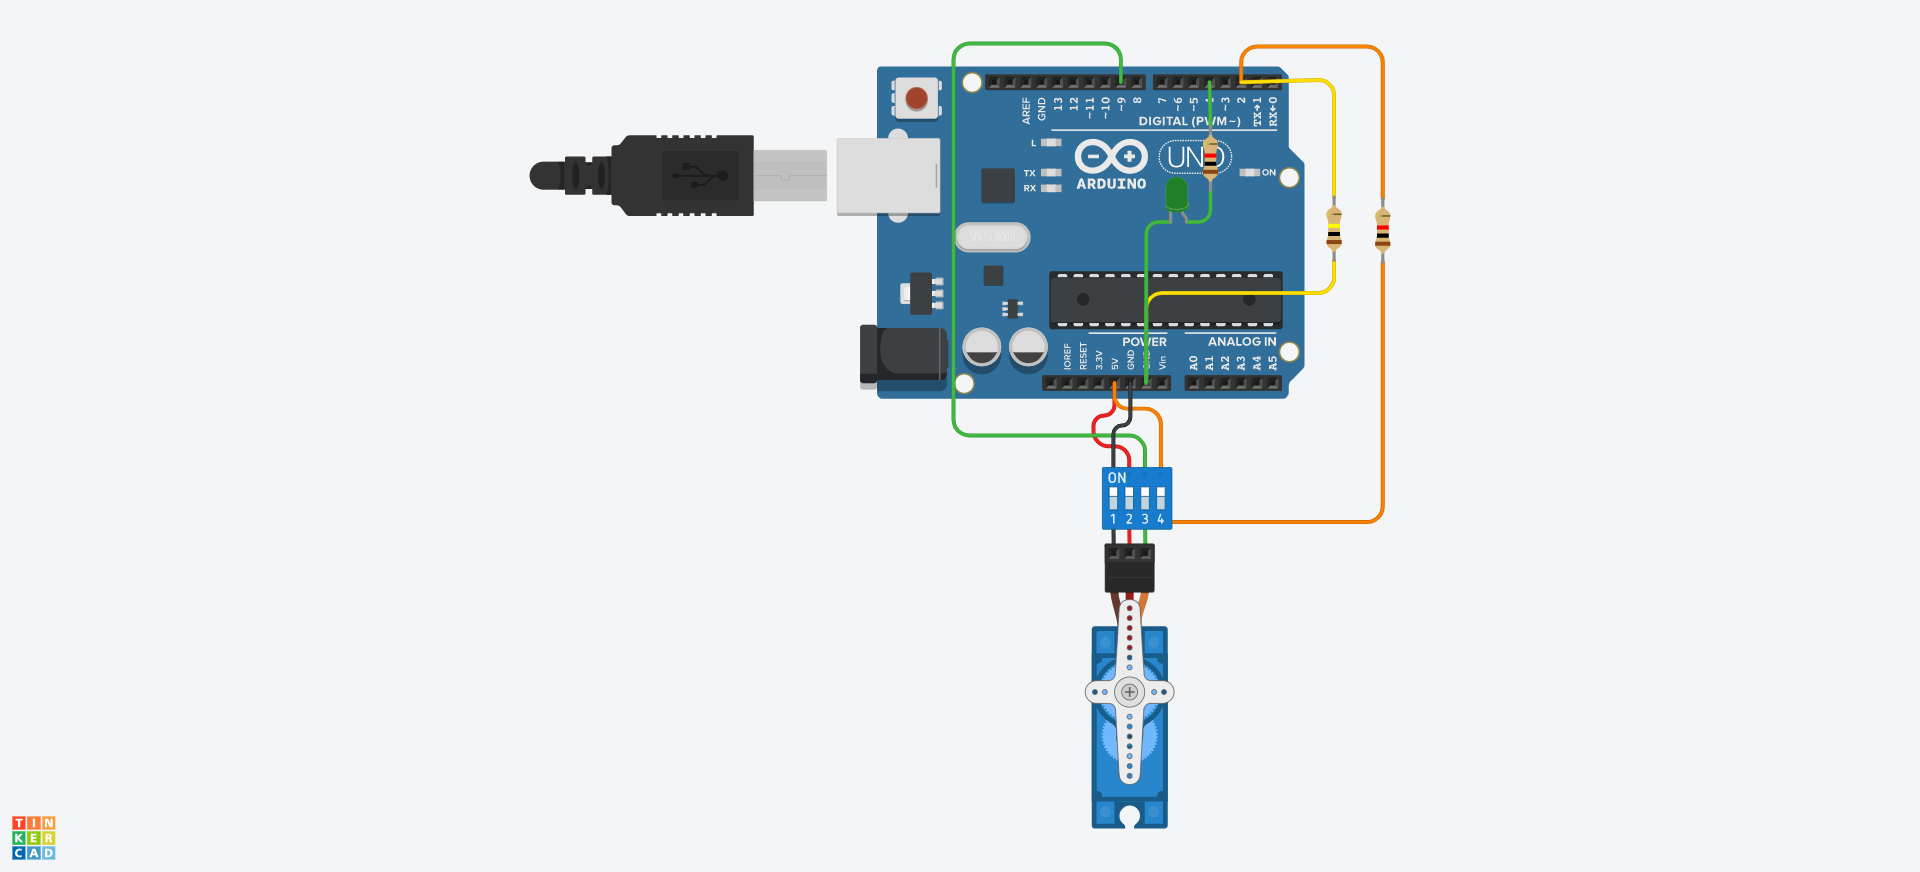 AREF
GND
13
12
~11
~10
~9
8
7
~6
~5
~3
2
TX→1
RX←0
DIGITAL (PWM~)
L
TX
RX
ARDUINO
UNO
ON
POWER
ANALOG IN
IOREF
RESET
3.3V
5V
GND
Vin
A0
A1
A2
A3
A4
A5
ON
1 2 3 4
TIN
KER
CAD